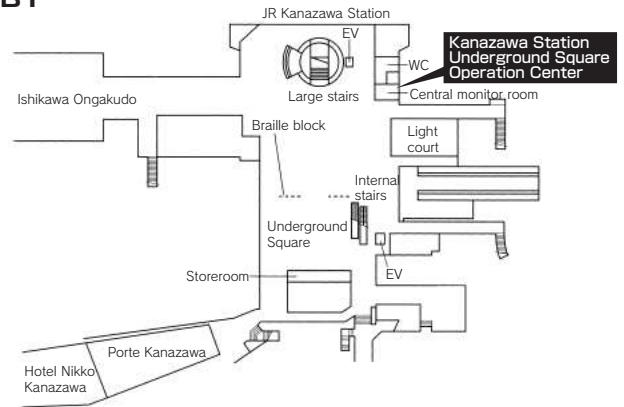 B1
JR Kanazawa Station
EV
WC
Kanazawa Station
Underground Square
Operation Center
Large stairs
Central monitor room
Ishikawa Ongakudo
Braille block
Light
court
Internal
stairs
Underground
Square
EV
Storeroom
Porte Kanazawa
Hotel Nikko
Kanazawa